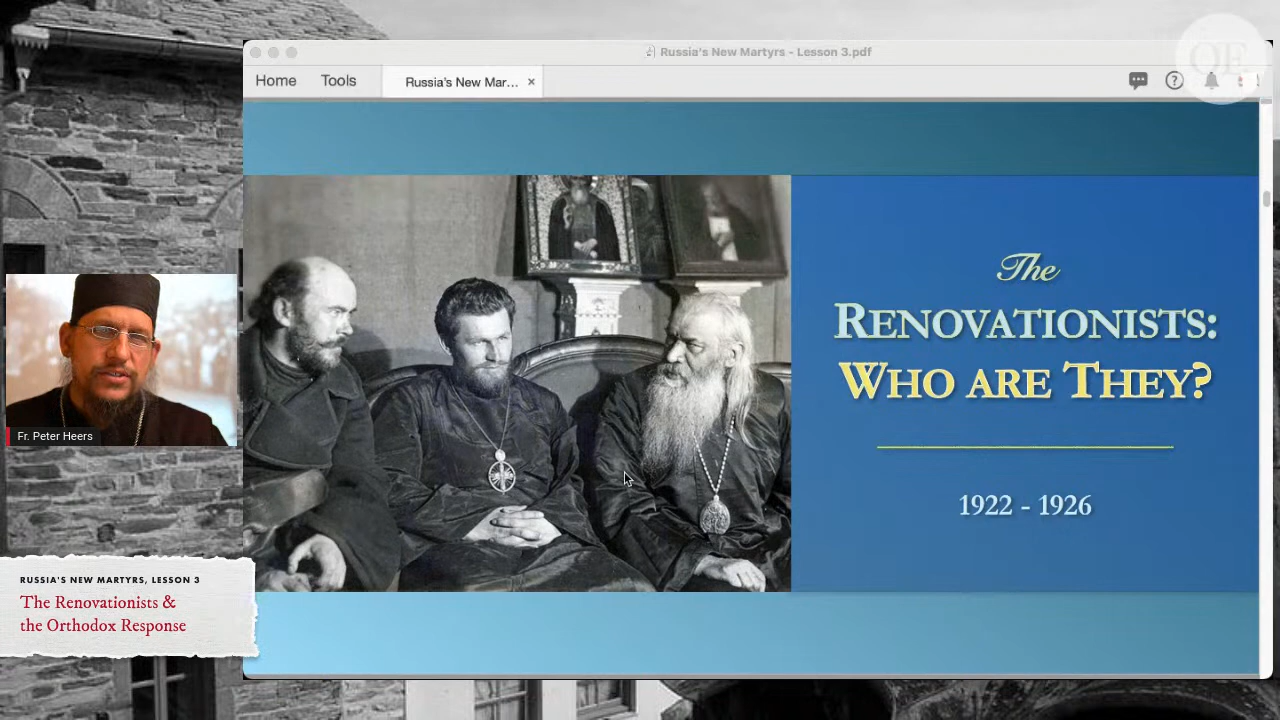 Russia's New Martyrs - Lesson 3.pdf
Home
Tools
Russia's New Mar... ×
The
RENOVATIONISTS:
WHO ARE THEY?
1922 - 1926
Fr. Peter Heers
RUSSIA'S NEW MARTYRS, LESSON 3
The Renovationists &
the Orthodox Response
OE